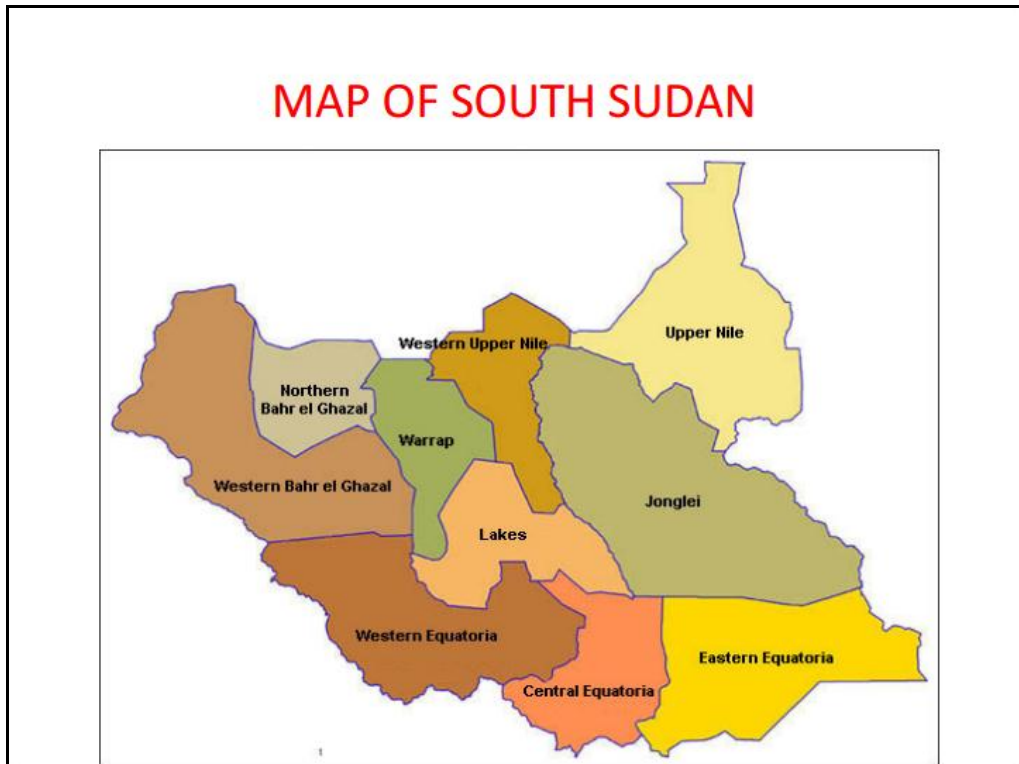 MAP OF SOUTH SUDAN
Upper Nile
Western Upper Nile
Northern
Bahr el Ghazal
Warrap
Western Bahr el Ghazal
Jonglei
Lakes
Western Equatoria
Eastern Equatoria
Central Equatoria
1